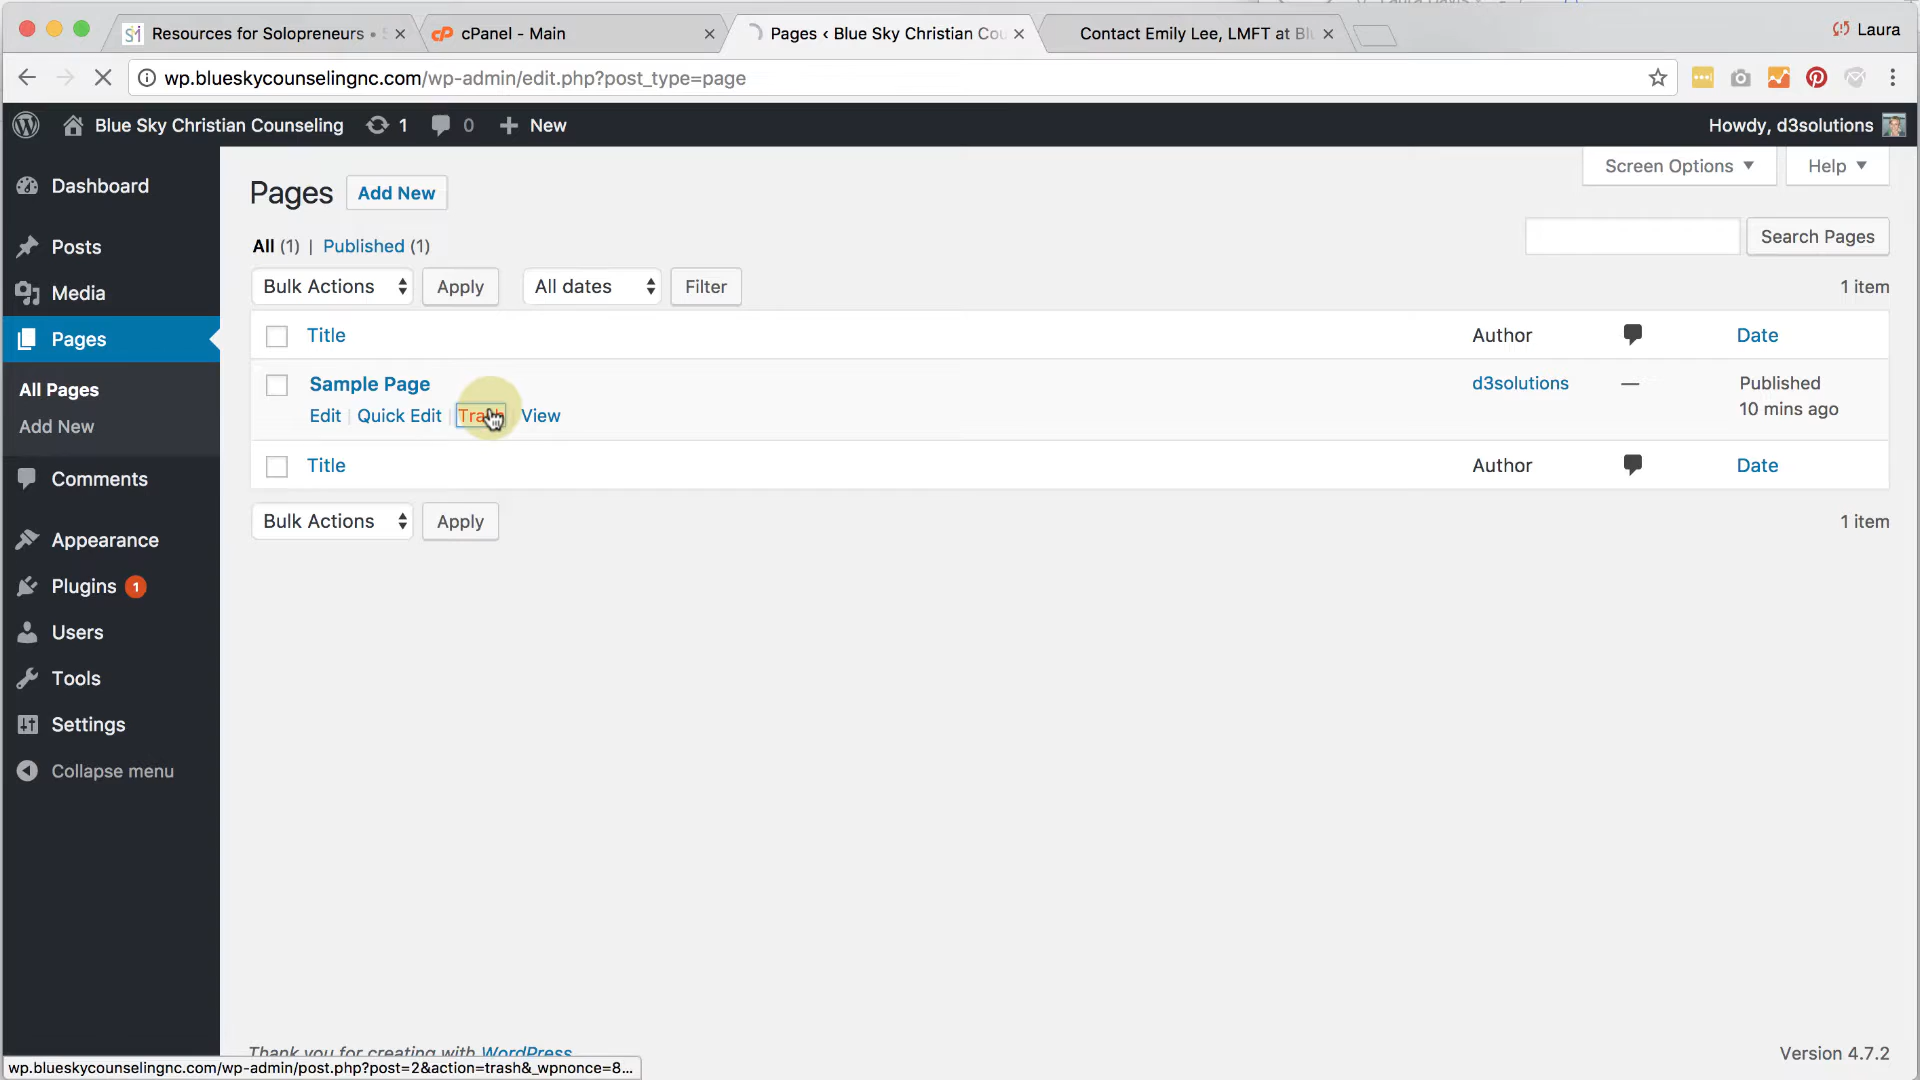 Resources for Solopreneurs •
cPanel - Main
Pages ‹ Blue Sky Christian Cou
Contact Emily Lee, LMFT at Bl
Laura
wp.blueskycounselingnc.com/wp-admin/edit.php?post_type=page
Blue Sky Christian Counseling 1 0 + New
Howdy, d3solutions
Screen Options Help
Dashboard
Posts
Media
Pages
All Pages
Add New
Comments
Appearance
Plugins 1
Users
Tools
Settings
Collapse menu
Pages Add New
All (1) | Published (1)
Search Pages
Bulk Actions Apply All dates Filter 1 item
Title Author Date
Sample Page d3solutions — Published
10 mins ago
Edit | Quick Edit | Trash | View
Title Author Date
Bulk Actions Apply 1 item
Thank you for creating with WordPress
Version 4.7.2
wp.blueskycounselingnc.com/wp-admin/post.php?post=2&action=trash&_wpnonce=8...